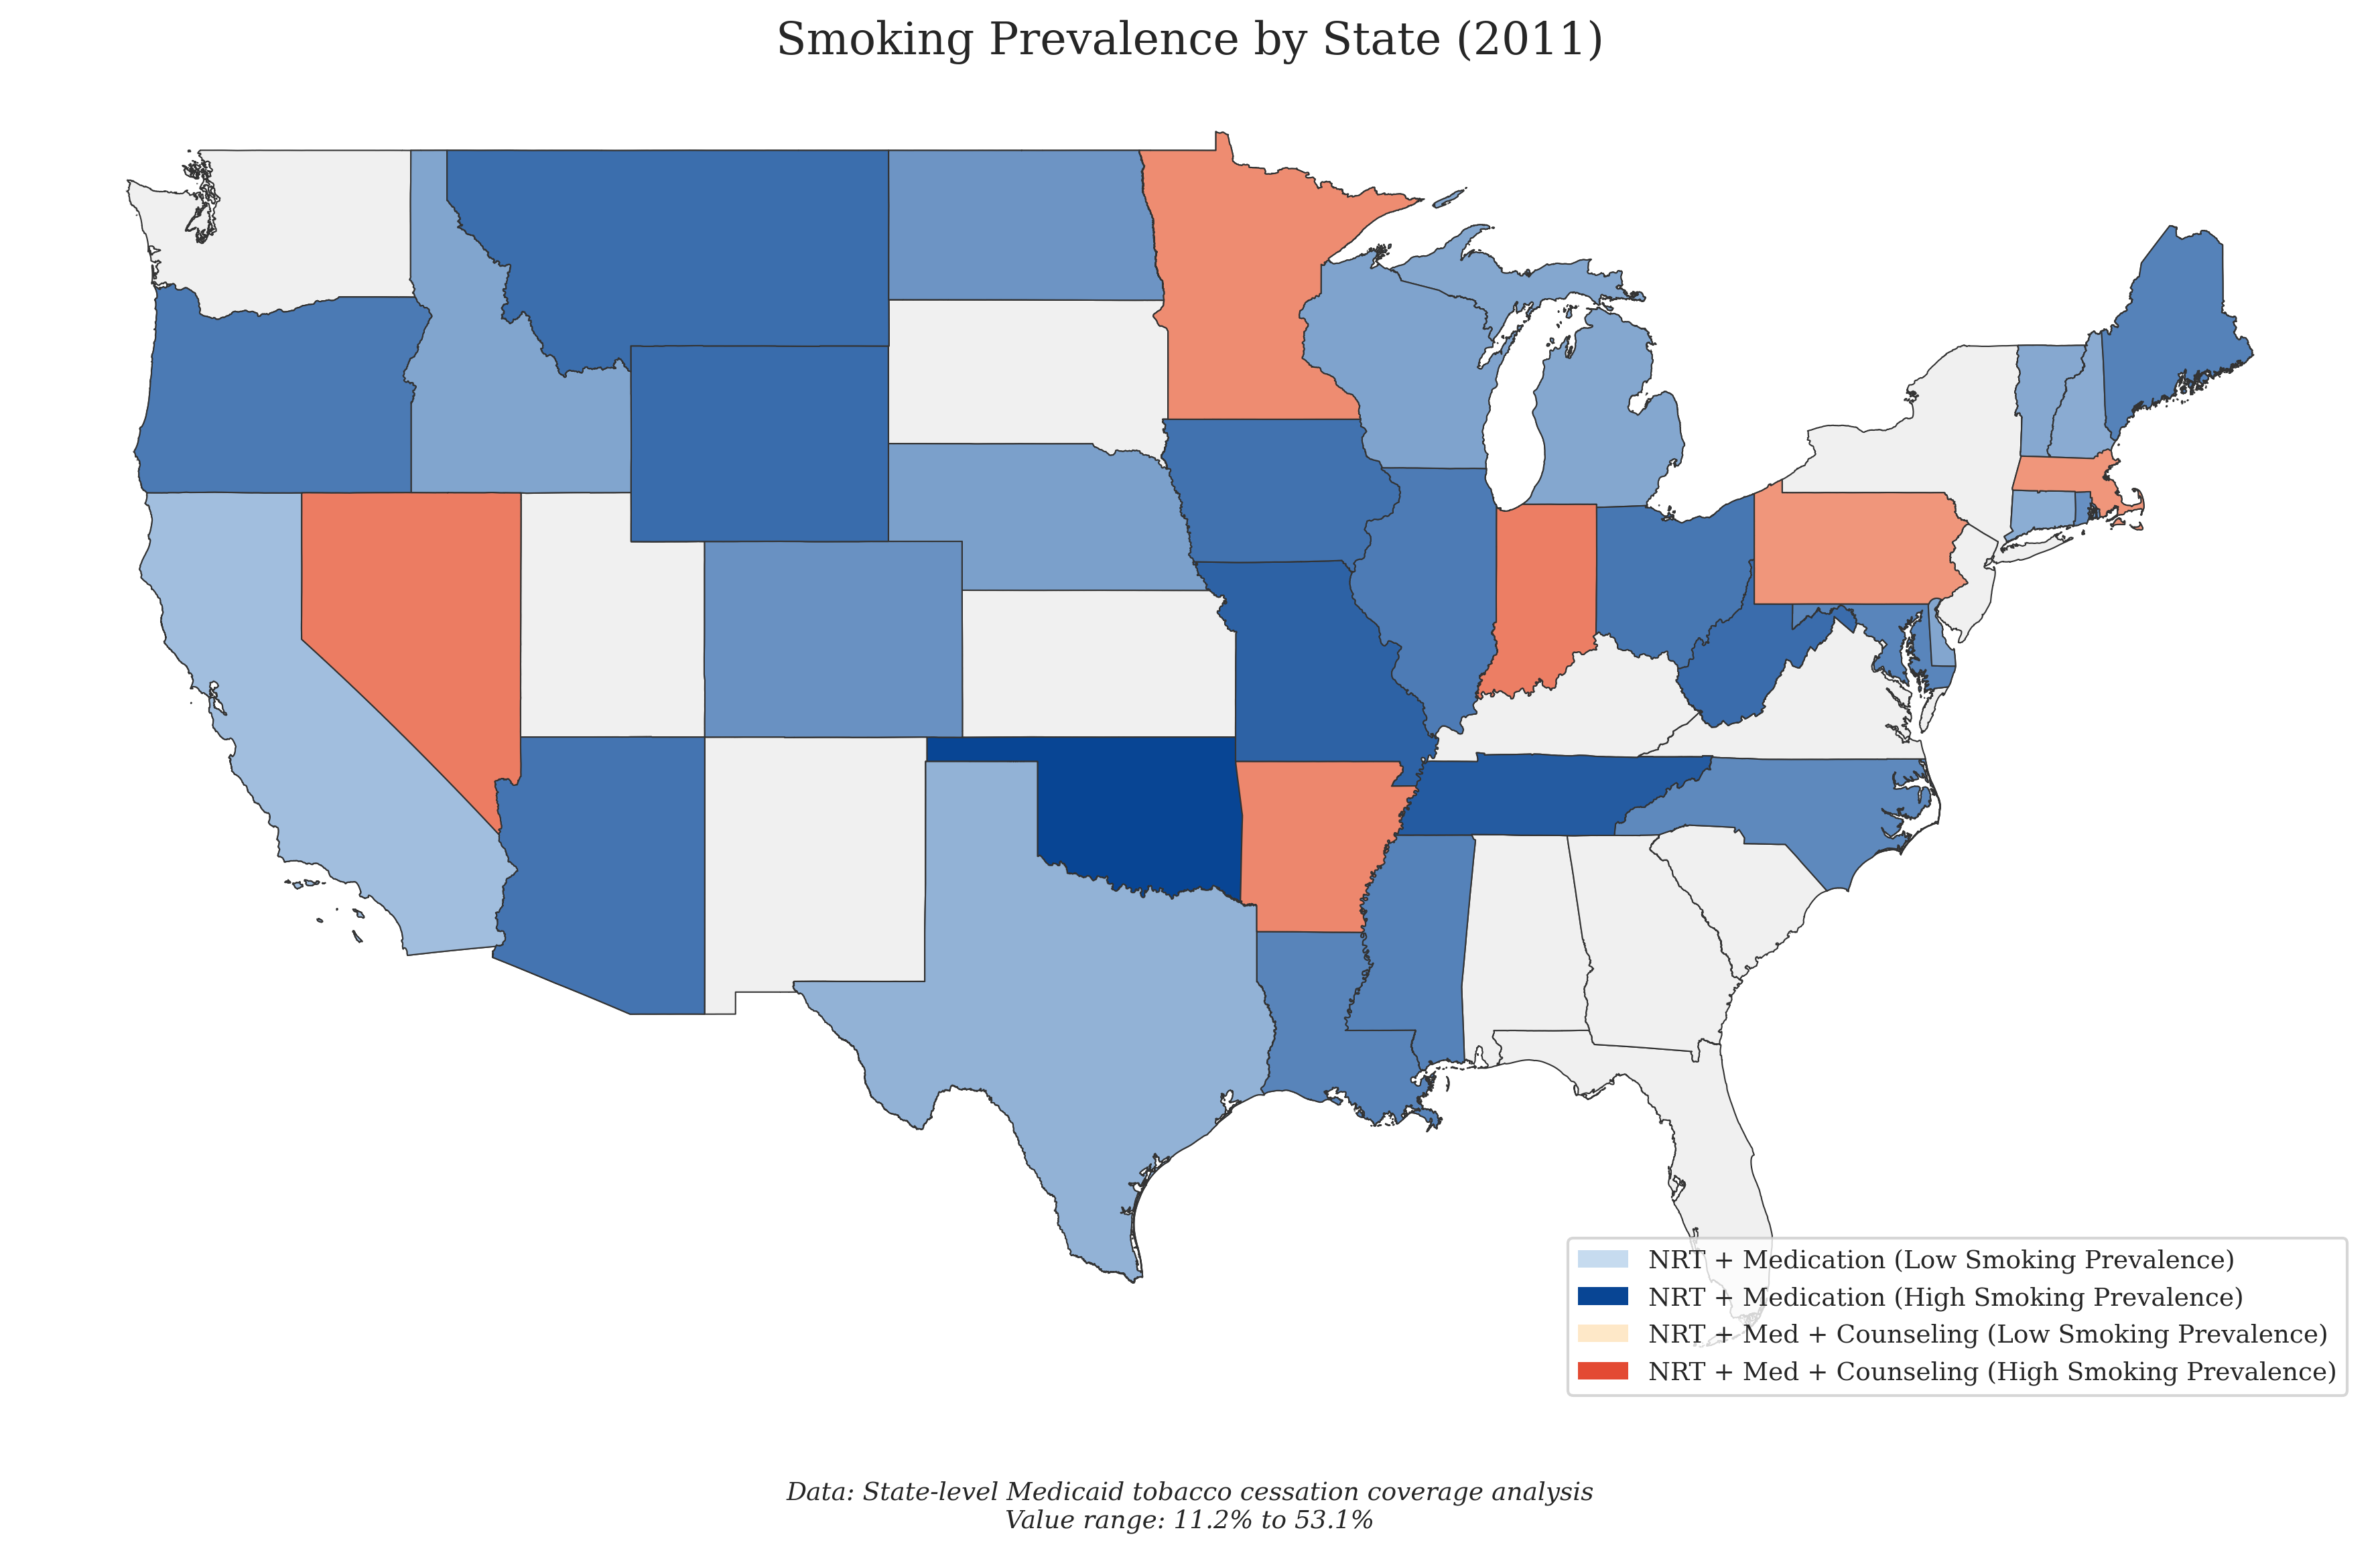 Smoking Prevalence by State (2011)
NRT + Medication (Low Smoking Prevalence)
NRT + Medication (High Smoking Prevalence)
NRT + Med + Counseling (Low Smoking Prevalence)
NRT + Med + Counseling (High Smoking Prevalence)
Data: State-level Medicaid tobacco cessation coverage analysis
Value range: 11.2% to 53.1%